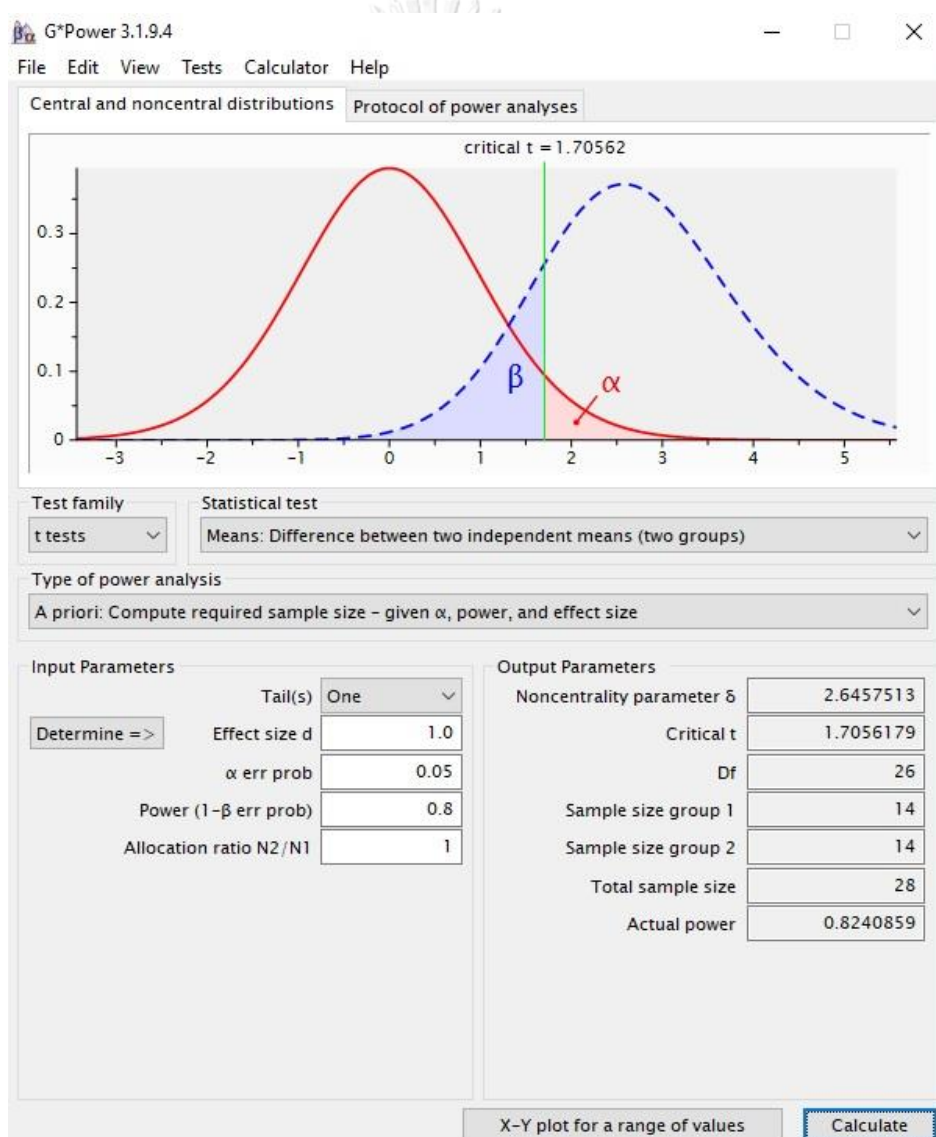 G*Power 3.1.9.4
File Edit View Tests Calculator Help
Central and noncentral distributions Protocol of power analyses
critical t = 1.70562
0.3
0.2
0.1
0
β
α
-3 -2 -1 0 1 2 3 4 5
Test family Statistical test
t tests Means: Difference between two independent means (two groups)
Type of power analysis
A priori: Compute required sample size - given α, power, and effect size
Input Parameters
Tail(s) One
Determine => Effect size d 1.0
α err prob 0.05
Power (1-β err prob) 0.8
Allocation ratio N2/N1 1
Output Parameters
Noncentrality parameter δ 2.6457513
Critical t 1.7056179
Df 26
Sample size group 1 14
Sample size group 2 14
Total sample size 28
Actual power 0.8240859
X-Y plot for a range of values Calculate